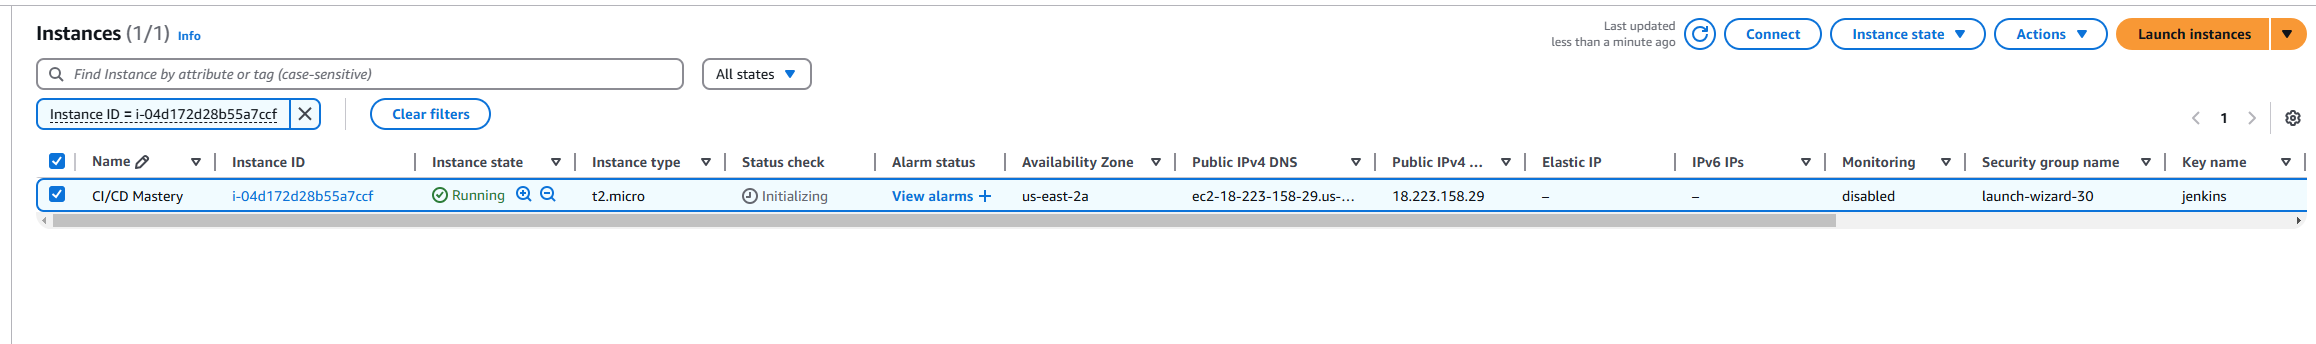 Instances (1/1) Info
Last updated
less than a minute ago
Connect
Instance state
Actions
Launch instances
Find Instance by attribute or tag (case-sensitive)
All states
Instance ID = i-04d172d28b55a7ccf
Clear filters
1
Name Instance ID Instance state Instance type Status check Alarm status Availability Zone Public IPv4 DNS Public IPv4 ... Elastic IP IPv6 IPs Monitoring Security group name Key name
CI/CD Mastery i-04d172d28b55a7ccf Running t2.micro Initializing View alarms + us-east-2a ec2-18-223-158-29.us-... 18.223.158.29 – – disabled launch-wizard-30 jenkins